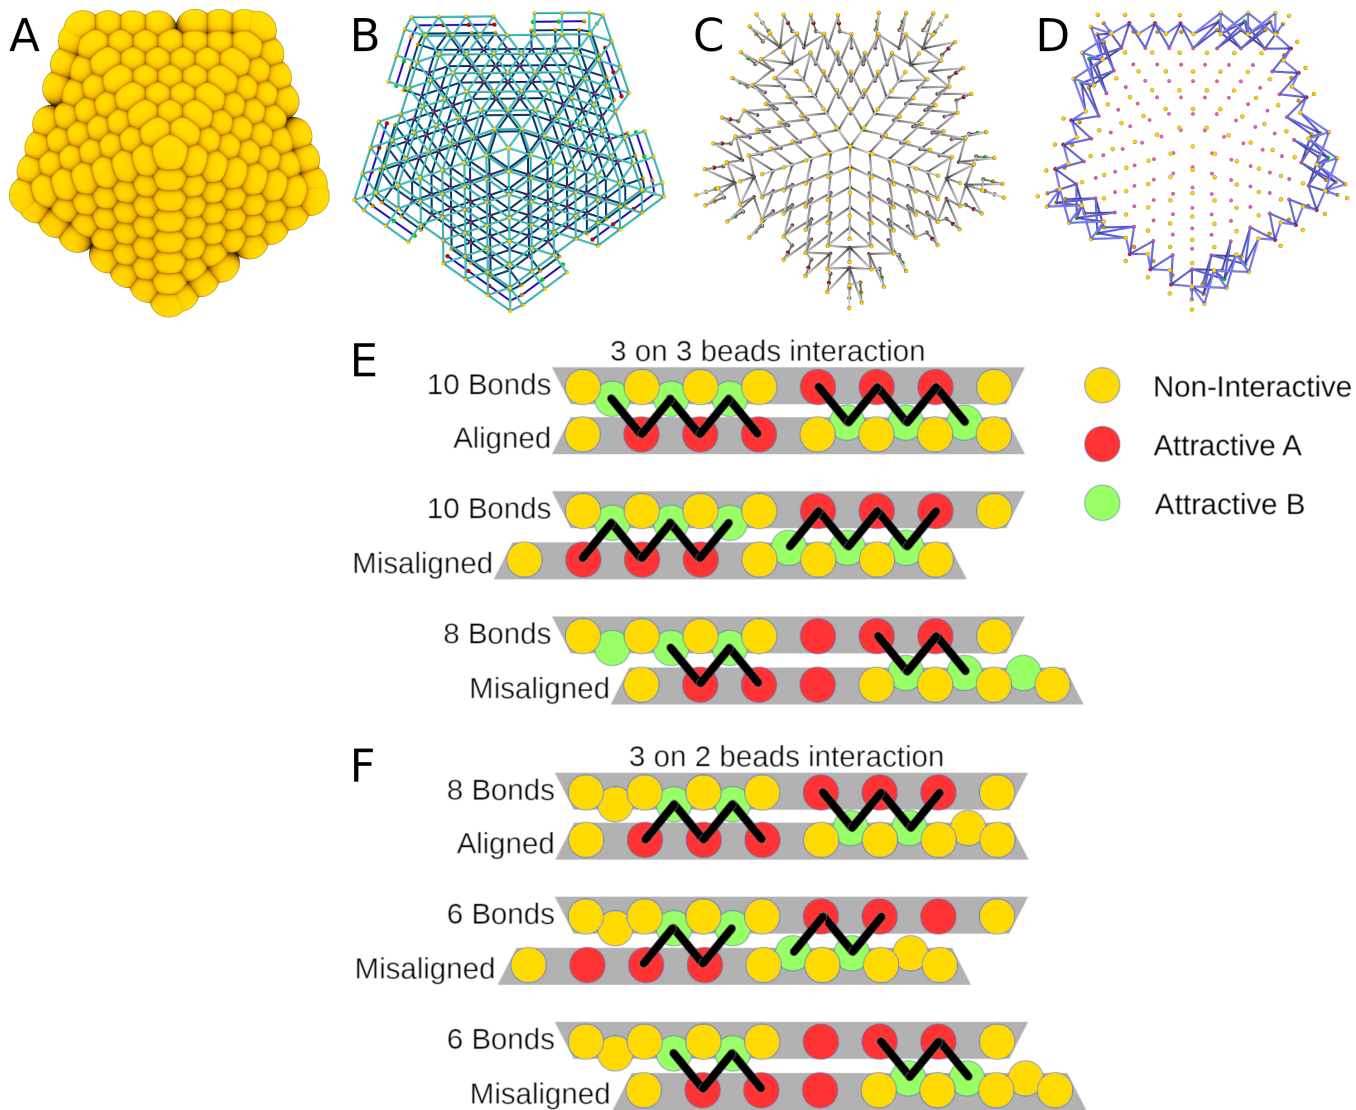 A B C D
E 3 on 3 beads interaction
10 Bonds
Aligned
10 Bonds
Misaligned
8 Bonds
Misaligned
Non-Interactive
Attractive A
Attractive B
F 3 on 2 beads interaction
8 Bonds
Aligned
6 Bonds
Misaligned
6 Bonds
Misaligned